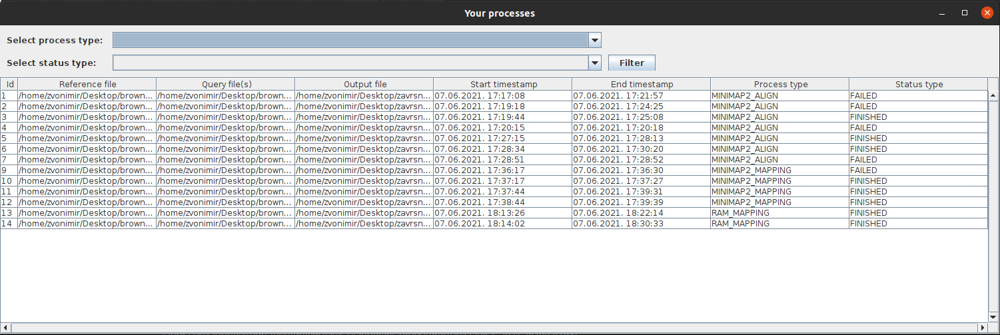 Your processes
Select process type:
Select status type: Filter
Id Reference file Query file(s) Output file Start timestamp End timestamp Process type Status type
1 /home/zvonimir/Desktop/brown... /home/zvonimir/Desktop/brown... /home/zvonimir/Desktop/zavrsn... 07.06.2021. 17:17:08 07.06.2021. 17:21:57 MINIMAP2_ALIGN FAILED
2 /home/zvonimir/Desktop/brown... /home/zvonimir/Desktop/brown... /home/zvonimir/Desktop/zavrsn... 07.06.2021. 17:19:18 07.06.2021. 17:24:25 MINIMAP2_ALIGN FAILED
3 /home/zvonimir/Desktop/brown... /home/zvonimir/Desktop/brown... /home/zvonimir/Desktop/zavrsn... 07.06.2021. 17:19:44 07.06.2021. 17:25:08 MINIMAP2_ALIGN FINISHED
4 /home/zvonimir/Desktop/brown... /home/zvonimir/Desktop/brown... /home/zvonimir/Desktop/zavrsn... 07.06.2021. 17:20:15 07.06.2021. 17:20:18 MINIMAP2_ALIGN FAILED
5 /home/zvonimir/Desktop/brown... /home/zvonimir/Desktop/brown... /home/zvonimir/Desktop/zavrsn... 07.06.2021. 17:27:15 07.06.2021. 17:28:13 MINIMAP2_ALIGN FINISHED
6 /home/zvonimir/Desktop/brown... /home/zvonimir/Desktop/brown... /home/zvonimir/Desktop/zavrsn... 07.06.2021. 17:28:34 07.06.2021. 17:30:20 MINIMAP2_ALIGN FINISHED
7 /home/zvonimir/Desktop/brown... /home/zvonimir/Desktop/brown... /home/zvonimir/Desktop/zavrsn... 07.06.2021. 17:28:51 07.06.2021. 17:28:52 MINIMAP2_ALIGN FAILED
9 /home/zvonimir/Desktop/brown... /home/zvonimir/Desktop/brown... /home/zvonimir/Desktop/zavrsn... 07.06.2021. 17:36:17 07.06.2021. 17:36:30 MINIMAP2_MAPPING FAILED
10 /home/zvonimir/Desktop/brown... /home/zvonimir/Desktop/brown... /home/zvonimir/Desktop/zavrsn... 07.06.2021. 17:37:17 07.06.2021. 17:37:27 MINIMAP2_MAPPING FINISHED
11 /home/zvonimir/Desktop/brown... /home/zvonimir/Desktop/brown... /home/zvonimir/Desktop/zavrsn... 07.06.2021. 17:37:44 07.06.2021. 17:39:31 MINIMAP2_MAPPING FINISHED
12 /home/zvonimir/Desktop/brown... /home/zvonimir/Desktop/brown... /home/zvonimir/Desktop/zavrsn... 07.06.2021. 17:38:44 07.06.2021. 17:39:39 MINIMAP2_MAPPING FINISHED
13 /home/zvonimir/Desktop/brown... /home/zvonimir/Desktop/brown... /home/zvonimir/Desktop/zavrsn... 07.06.2021. 18:13:26 07.06.2021. 18:22:14 RAM_MAPPING FINISHED
14 /home/zvonimir/Desktop/brown... /home/zvonimir/Desktop/brown... /home/zvonimir/Desktop/zavrsn... 07.06.2021. 18:14:02 07.06.2021. 18:30:33 RAM_MAPPING FINISHED